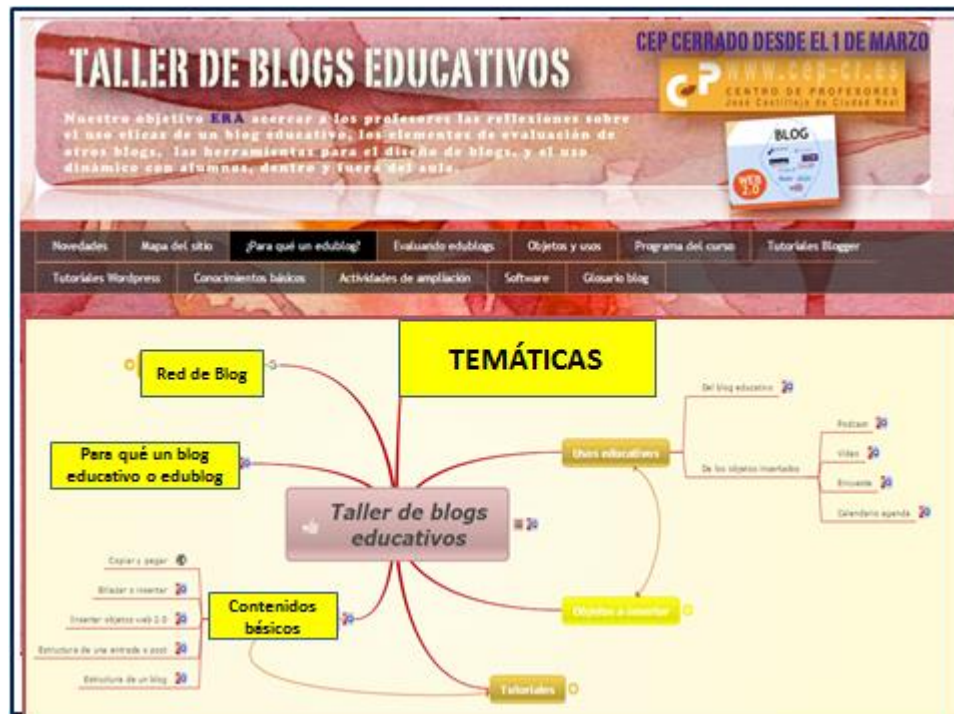 TALLER DE BLOGS EDUCATIVOS
CEP CERRADO DESDE EL 1 DE MARZO
www.cep-cr.es
CENTRO DE PROFESORES
José Castillejo de Ciudad Real
Nuestro objetivo ERA acercar a los profesores las reflexiones sobre
el uso eficaz de un blog educativo, los elementos de evaluación de
otros blogs, las herramientas para el diseño de blogs, y el uso
dinámico con alumnos, dentro y fuera del aula.
BLOG
WEB
2.0
Novedades
Mapa del sitio
¿Para qué un edublog?
Evaluando edublogs
Objetos y usos
Programa del curso
Tutoriales Blogger
Tutoriales Wordpress
Conocimientos básicos
Actividades de ampliación
Software
Glosario blog
TEMÁTICAS
Red de Blog
Para qué un blog
educativo o edublog
Taller de blogs
educativos
Usos educativos
Del blog educativo
De los objetos insertados
Podcast
Video
Encuesta
Calendario agenda
Contenidos
básicos
Copiar y pegar
Enlazar o insertar
Insertar objetos web 2.0
Estructura de una entrada o post
Estructura de un blog
Objetos a insertar
Tutoriales